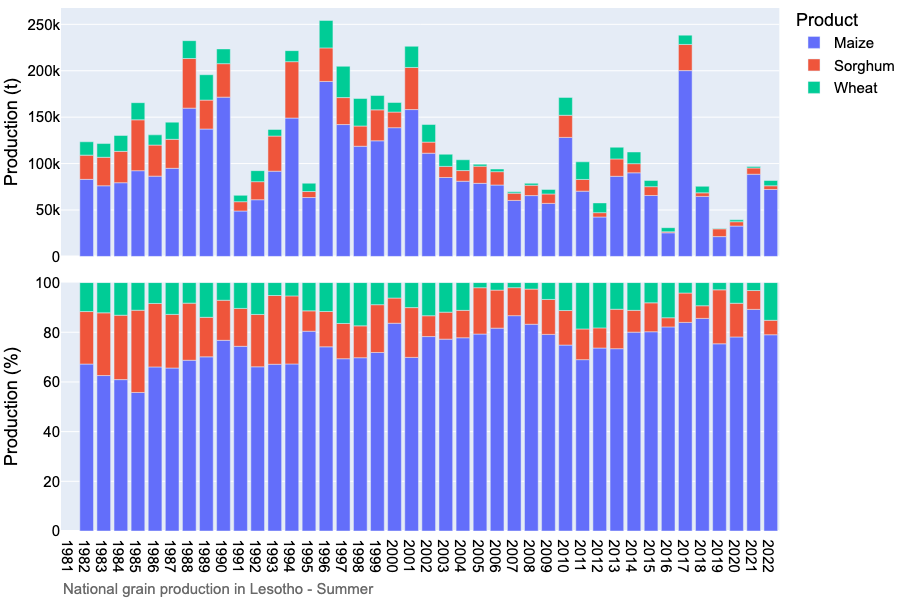 Production (t)
250k
200k
150k
100k
50k
0
Product
Maize
Sorghum
Wheat
Production (%)
100
80
60
40
20
0
1981 1982 1983 1984 1985 1986 1987 1988 1989 1990 1991 1992 1993 1994 1995 1996 1997 1998 1999 2000 2001 2002 2003 2004 2005 2006 2007 2008 2009 2010 2011 2012 2013 2014 2015 2016 2017 2018 2019 2020 2021 2022
National grain production in Lesotho - Summer